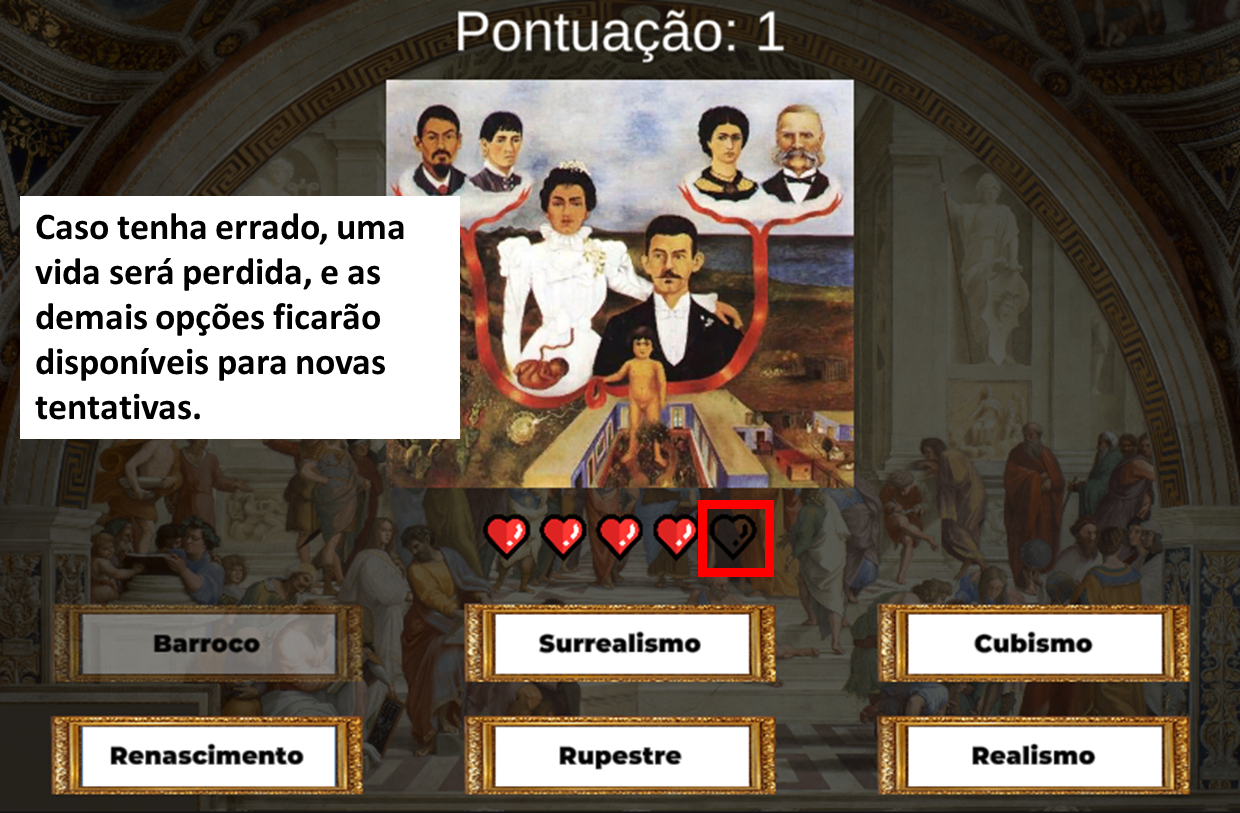 Pontuação: 1
Caso tenha errado, uma
vida será perdida, e as
demais opções ficarão
disponíveis para novas
tentativas.
Barroco
Surrealismo
Cubismo
Renascimento
Rupestre
Realismo